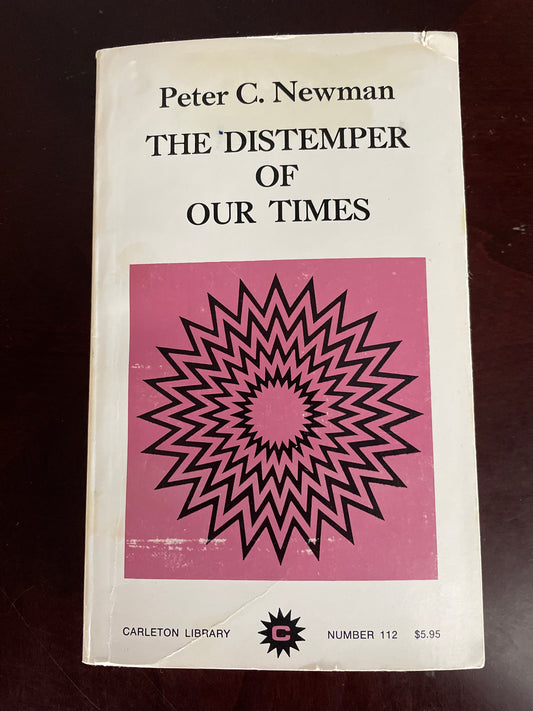 Peter C. Newman
THE DISTEMPER
OF
OUR TIMES
CARLETON LIBRARY C NUMBER 112 $5.95